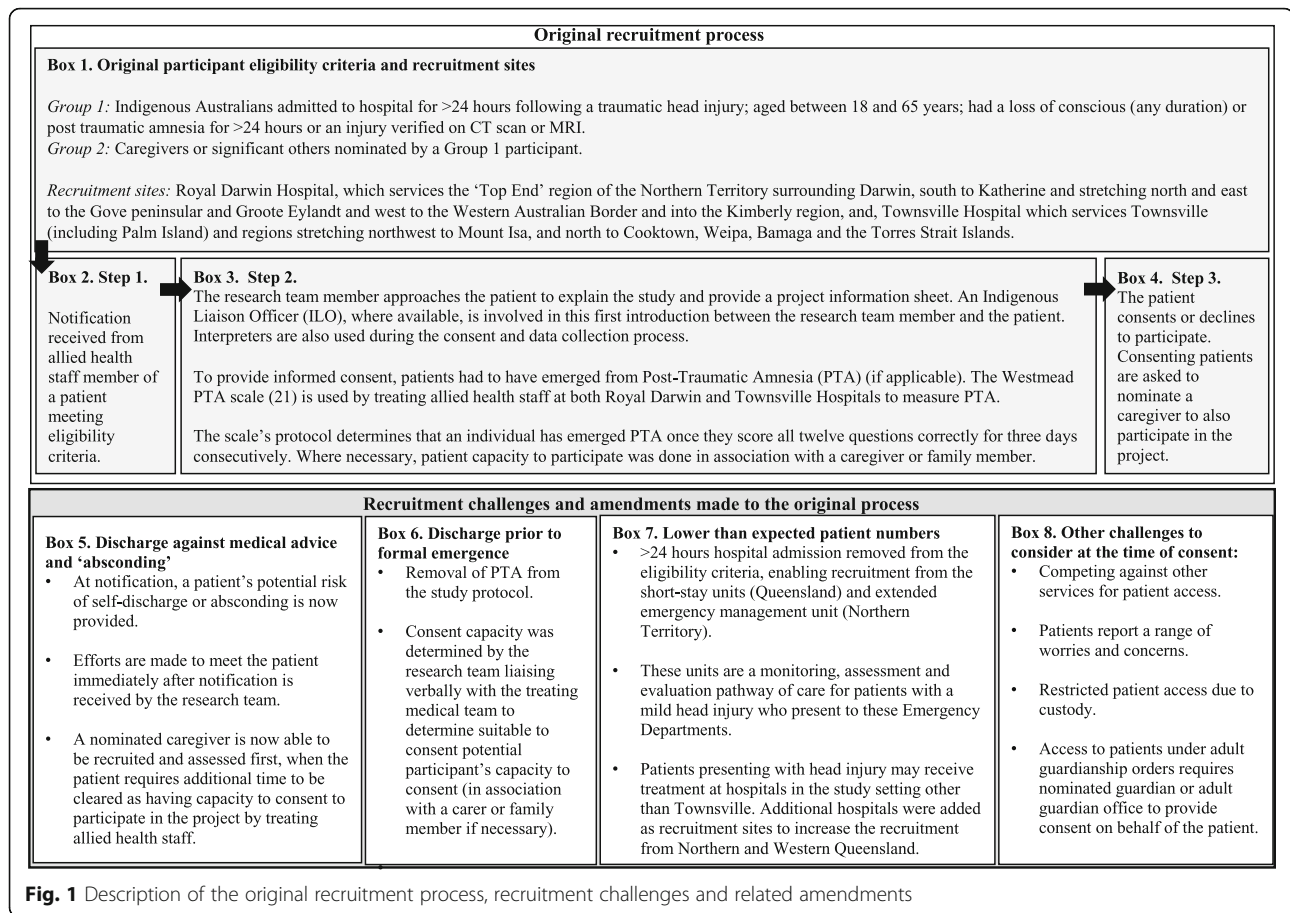 Original recruitment process
Box 1. Original participant eligibility criteria and recruitment sites
Group 1: Indigenous Australians admitted to hospital for >24 hours following a traumatic head injury; aged between 18 and 65 years; had a loss of conscious (any duration) or
post traumatic amnesia for >24 hours or an injury verified on CT scan or MRI.
Group 2: Caregivers or significant others nominated by a Group 1 participant.
Recruitment sites: Royal Darwin Hospital, which services the ‘Top End’ region of the Northern Territory surrounding Darwin, south to Katherine and stretching north and east
to the Gove peninsular and Groote Eylandt and west to the Western Australian Border and into the Kimberly region, and, Townsville Hospital which services Townsville
(including Palm Island) and regions stretching northwest to Mount Isa, and north to Cooktown, Weipa, Bamaga and the Torres Strait Islands.
Box 2. Step 1.
Notification
received from
allied health
staff member of
a patient
meeting
eligibility
criteria.
Box 3. Step 2.
The research team member approaches the patient to explain the study and provide a project information sheet. An Indigenous
Liaison Officer (ILO), where available, is involved in this first introduction between the research team member and the patient.
Interpreters are also used during the consent and data collection process.
To provide informed consent, patients had to have emerged from Post-Traumatic Amnesia (PTA) (if applicable). The Westmead
PTA scale (21) is used by treating allied health staff at both Royal Darwin and Townsville Hospitals to measure PTA.
The scale’s protocol determines that an individual has emerged PTA once they score all twelve questions correctly for three days
consecutively. Where necessary, patient capacity to participate was done in association with a caregiver or family member.
Box 4. Step 3.
The patient
consents or declines
to participate.
Consenting patients
are asked to
nominate a
caregiver to also
participate in the
project.
Recruitment challenges and amendments made to the original process
Box 5. Discharge against medical advice
and ‘absconding’
• At notification, a patient’s potential risk
of self-discharge or absconding is now
provided.
• Efforts are made to meet the patient
immediately after notification is
received by the research team.
• A nominated caregiver is now able to
be recruited and assessed first, when the
patient requires additional time to be
cleared as having capacity to consent to
participate in the project by treating
allied health staff.
Box 6. Discharge prior to
formal emergence
• Removal of PTA from
the study protocol.
• Consent capacity was
determined by the
research team liaising
verbally with the treating
medical team to
determine suitable to
consent potential
participant’s capacity to
consent (in association
with a carer or family
member if necessary).
Box 7. Lower than expected patient numbers
• >24 hours hospital admission removed from the
eligibility criteria, enabling recruitment from the
short-stay units (Queensland) and extended
emergency management unit (Northern
Territory).
• These units are a monitoring, assessment and
evaluation pathway of care for patients with a
mild head injury who present to these Emergency
Departments.
• Patients presenting with head injury may receive
treatment at hospitals in the study setting other
than Townsville. Additional hospitals were added
as recruitment sites to increase the recruitment
from Northern and Western Queensland.
Box 8. Other challenges to
consider at the time of consent:
• Competing against other
services for patient access.
• Patients report a range of
worries and concerns.
• Restricted patient access due to
custody.
• Access to patients under adult
guardianship orders requires
nominated guardian or adult
guardian office to provide
consent on behalf of the patient.
Fig. 1 Description of the original recruitment process, recruitment challenges and related amendments